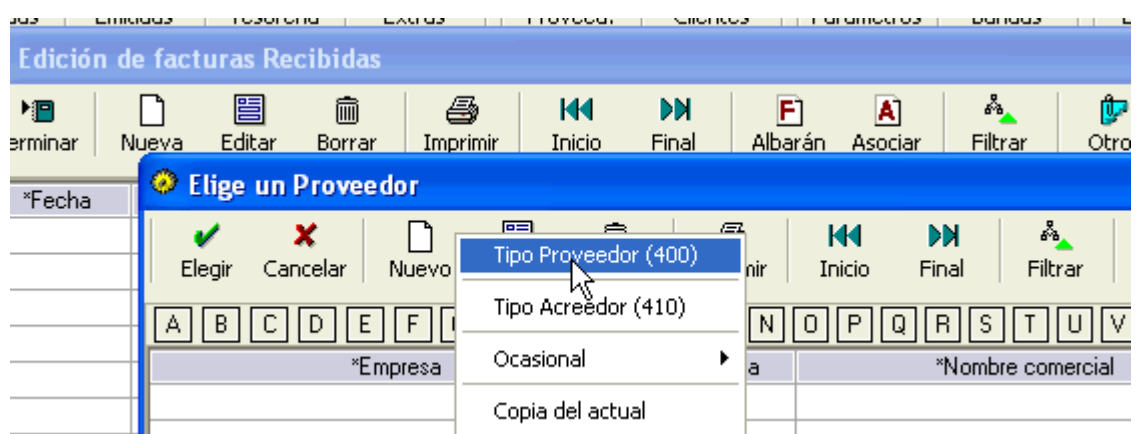 Edición de facturas Recibidas
erminar Nueva Editar Borrar Imprimir Inicio Final Albarán Asociar Filtrar Otro
Elige un Proveedor
*Fecha
Elegir Cancelar Nuevo nir Inicio Final Filtrar
Tipo Proveedor (400)
Tipo Acreedor (410)
Ocasional
Copia del actual
A B C D E F N O P Q R S T U V
*Empresa a *Nombre comercial